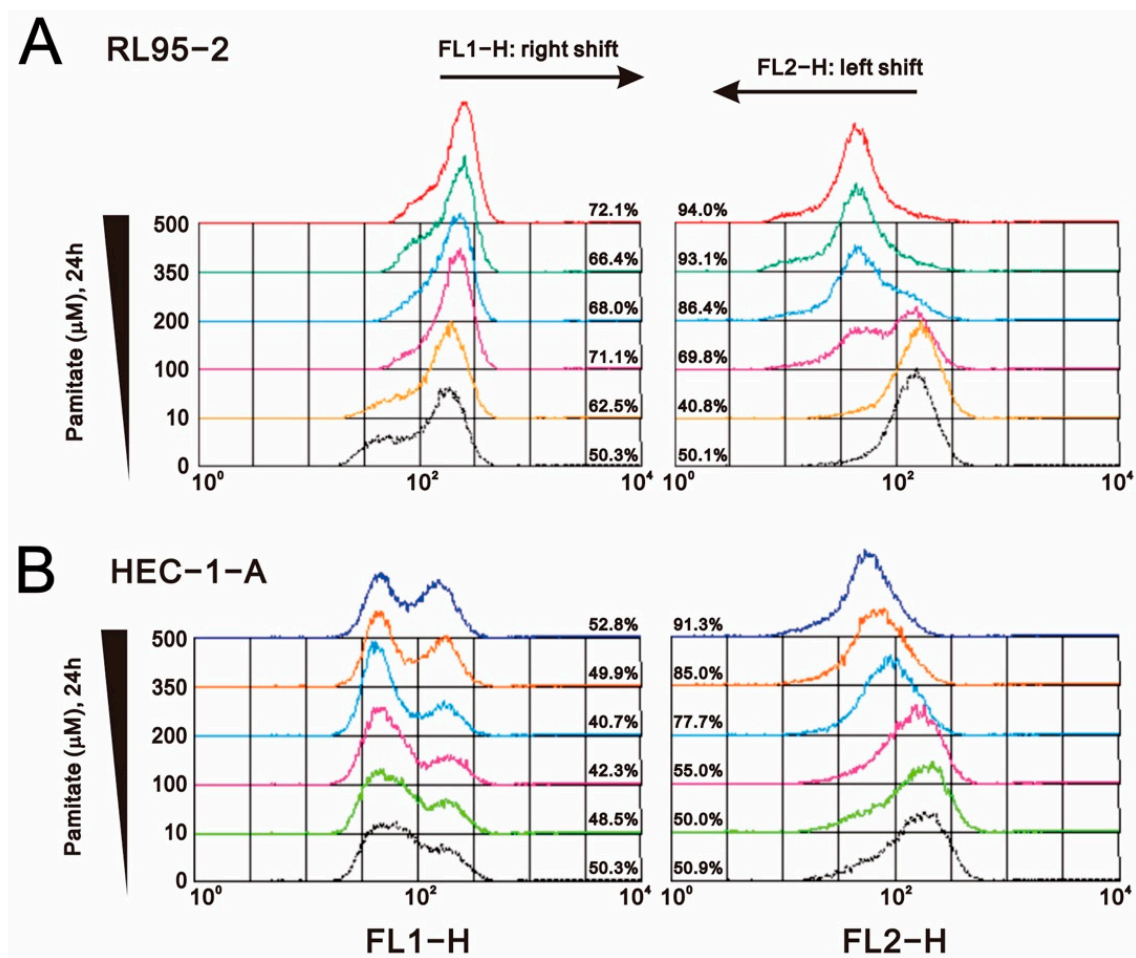 A
RL95-2
FL1-H: right shift
FL2-H: left shift
Pamitate (μM), 24h
500
350
200
100
10
0
72.1%
66.4%
68.0%
71.1%
62.5%
50.3%
10⁰ 10² 10⁴
94.0%
93.1%
86.4%
69.8%
40.8%
50.1%
10⁰ 10² 10⁴
B
HEC-1-A
Pamitate (μM), 24h
500
350
200
100
10
0
52.8%
49.9%
40.7%
42.3%
48.5%
50.3%
10⁰ 10² 10⁴
91.3%
85.0%
77.7%
55.0%
50.0%
50.9%
10⁰ 10² 10⁴
FL1-H
FL2-H